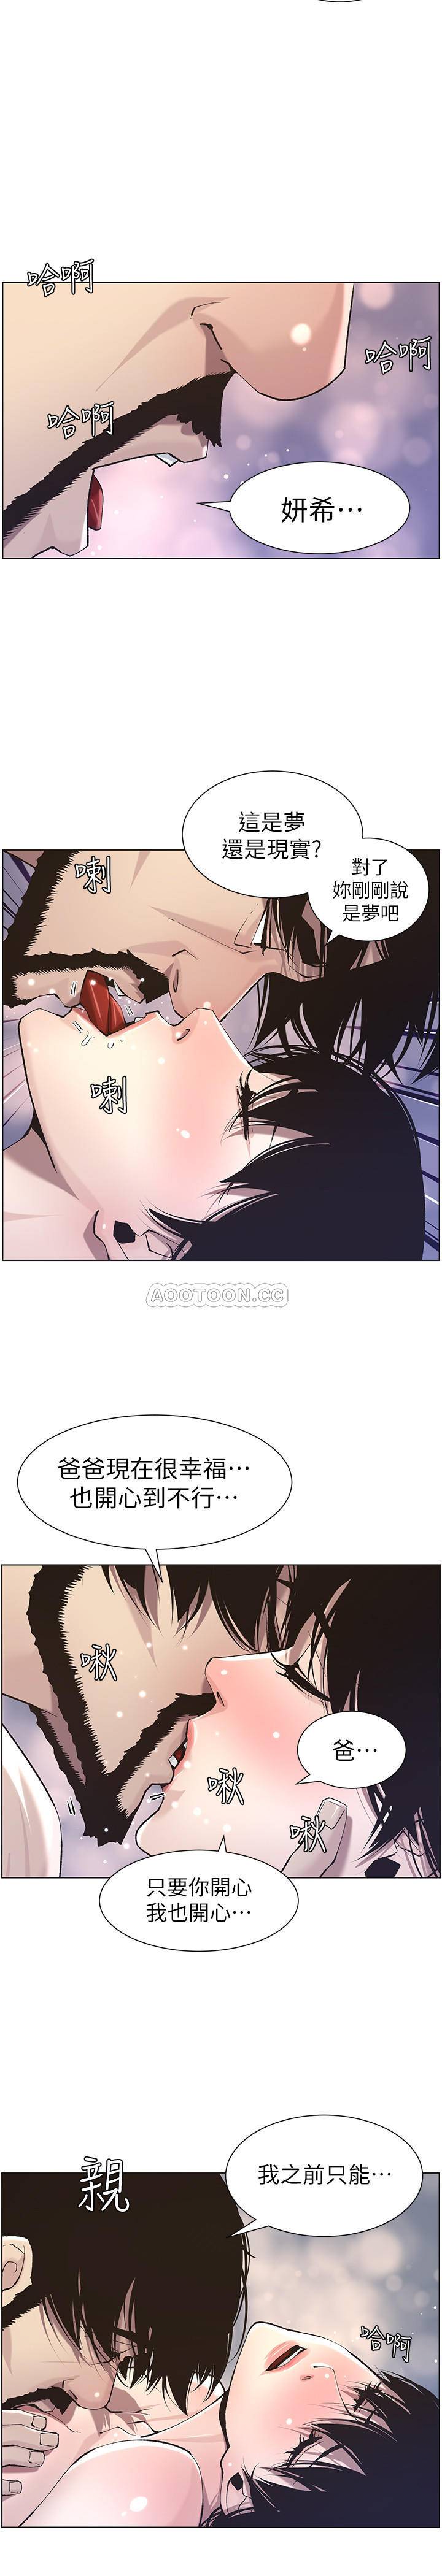 哈啊
哈啊
哈啊
妍希…
這是夢
還是現實?
對了
妳剛剛說
是夢吧
喇
喇
AOOTOON.CC
爸爸現在很幸福…
也開心到不行…
啾
爸…
啾
啾
只要你開心
我也開心…
我之前只能…
親
哈啊